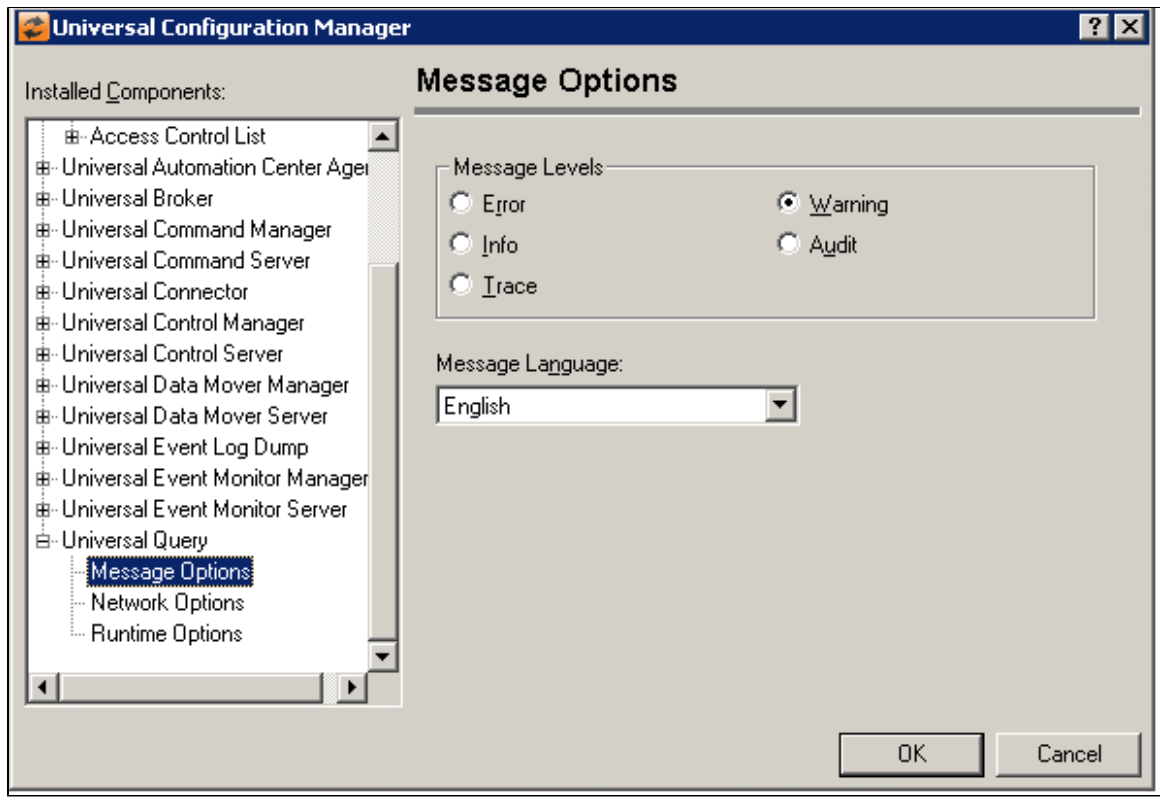 Universal Configuration Manager
Installed Components:
Access Control List
Universal Automation Center Agen
Universal Broker
Universal Command Manager
Universal Command Server
Universal Connector
Universal Control Manager
Universal Control Server
Universal Data Mover Manager
Universal Data Mover Server
Universal Event Log Dump
Universal Event Monitor Manager
Universal Event Monitor Server
Universal Query
Message Options
Network Options
Runtime Options
Message Options
Message Levels
Error
Warning
Info
Audit
Trace
Message Language:
English
OK
Cancel